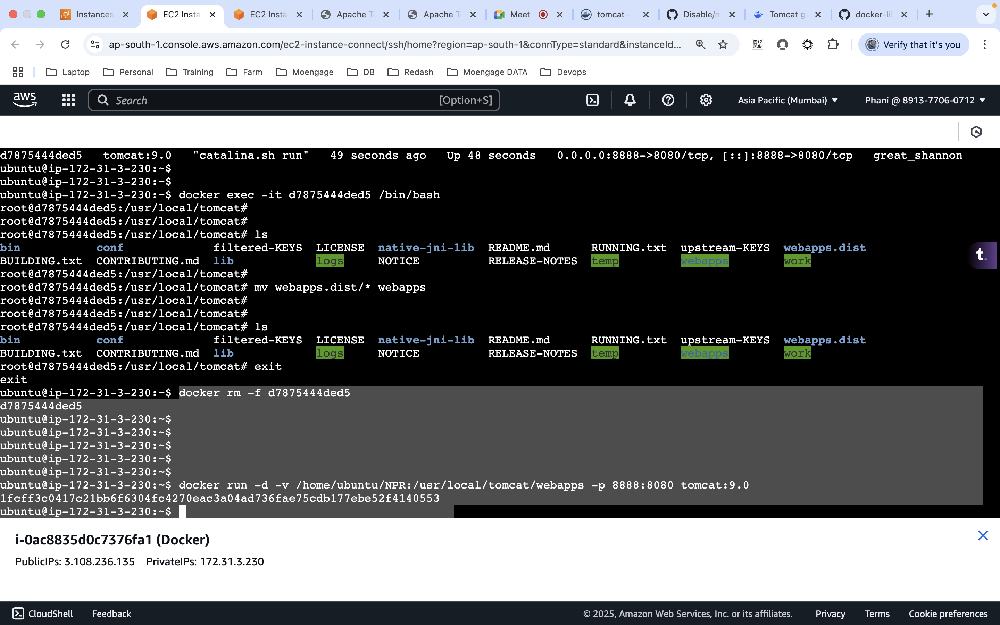 Instances
EC2 Insta
EC2 Insta
Apache T
Apache T
Meet -
tomcat -
Disable/
Tomcat g
docker-li
ap-south-1.console.aws.amazon.com/ec2-instance-connect/ssh/home?region=ap-south-1&connType=standard&instanceId...
Verify that it's you
Laptop
Personal
Training
Farm
Moengage
DB
Redash
Moengage DATA
Devops
aws
Search
[Option+S]
Asia Pacific (Mumbai)
Phani @ 8913-7706-0712
d7875444ded5 tomcat:9.0 "catalina.sh run" 49 seconds ago Up 48 seconds 0.0.0.0:8888->8080/tcp, [::]:8888->8080/tcp great_shannon
ubuntu@ip-172-31-3-230:~$
ubuntu@ip-172-31-3-230:~$
ubuntu@ip-172-31-3-230:~$ docker exec -it d7875444ded5 /bin/bash
root@d7875444ded5:/usr/local/tomcat#
root@d7875444ded5:/usr/local/tomcat#
root@d7875444ded5:/usr/local/tomcat# ls
bin conf filtered-KEYS LICENSE native-jni-lib README.md RUNNING.txt upstream-KEYS webapps.dist
BUILDING.txt CONTRIBUTING.md lib logs NOTICE RELEASE-NOTES temp webapps work
root@d7875444ded5:/usr/local/tomcat#
root@d7875444ded5:/usr/local/tomcat# mv webapps.dist/* webapps
root@d7875444ded5:/usr/local/tomcat#
root@d7875444ded5:/usr/local/tomcat#
root@d7875444ded5:/usr/local/tomcat# ls
bin conf filtered-KEYS LICENSE native-jni-lib README.md RUNNING.txt upstream-KEYS webapps.dist
BUILDING.txt CONTRIBUTING.md lib logs NOTICE RELEASE-NOTES temp webapps work
root@d7875444ded5:/usr/local/tomcat# exit
exit
ubuntu@ip-172-31-3-230:~$ docker rm -f d7875444ded5
d7875444ded5
ubuntu@ip-172-31-3-230:~$
ubuntu@ip-172-31-3-230:~$
ubuntu@ip-172-31-3-230:~$
ubuntu@ip-172-31-3-230:~$
ubuntu@ip-172-31-3-230:~$
ubuntu@ip-172-31-3-230:~$ docker run -d -v /home/ubuntu/NPR:/usr/local/tomcat/webapps -p 8888:8080 tomcat:9.0
1fcff3c0417c21bb6f6304fc4270eac3a04ad736fae75cdb177ebe52f4140553
ubuntu@ip-172-31-3-230:~$
t.
i-0ac8835d0c7376fa1 (Docker)
PublicIPs: 3.108.236.135 PrivateIPs: 172.31.3.230
CloudShell
Feedback
© 2025, Amazon Web Services, Inc. or its affiliates.
Privacy
Terms
Cookie preferences